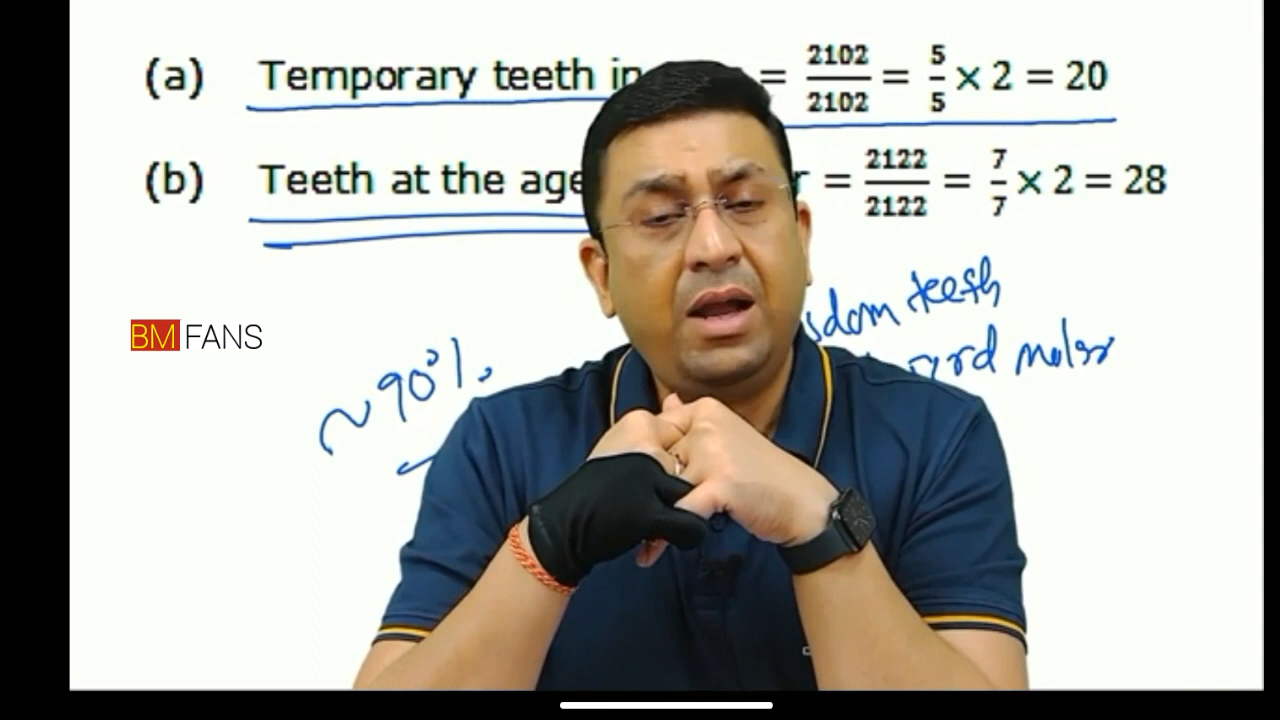 (a) Temporary teeth in = 2102/2102 = 5/5 × 2 = 20
(b) Teeth at the age = 2122/2122 = 7/7 × 2 = 28
teeth
BM FANS
~90%